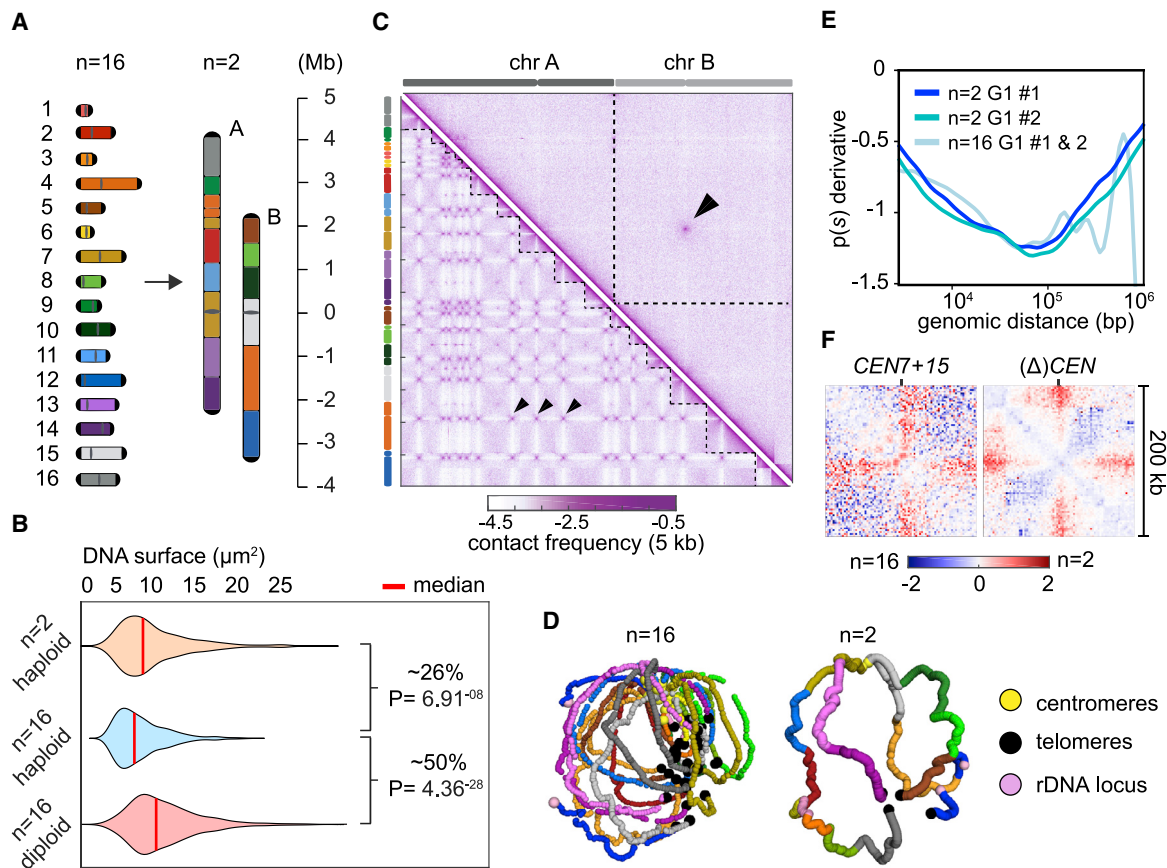 A
n=16
n=2
(Mb)
1
2
3
4
5
6
7
8
9
10
11
12
13
14
15
16
A
B
5
4
3
2
1
0
-1
-2
-3
-4
B
DNA surface (µm²)
0 5 10 15 20 25
median
n=2 haploid
n=16 haploid
n=16 diploid
~26%
P= 6.91⁻⁰⁸
~50%
P= 4.36⁻²⁸
C
chr A
chr B
-4.5 -2.5 -0.5
contact frequency (5 kb)
D
n=16
n=2
centromeres
telomeres
rDNA locus
E
0
-0.5
-1
-1.5
p(s) derivative
n=2 G1 #1
n=2 G1 #2
n=16 G1 #1 & 2
10⁴ 10⁵ 10⁶
genomic distance (bp)
F
CEN7+15
(Δ)CEN
200 kb
n=16
n=2
-2 0 2